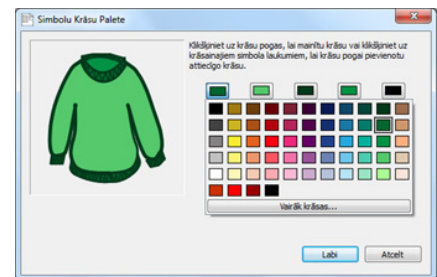 Simbolu Krāsu Palete
Klikšķiniet uz krāsu pogas, lai mainītu krāsu vai klikšķiniet uz
krāsainajiem simbola laukumiem, lai krāsu pogai pievienotu
attiecīgo krāsu.
Vairāk krāsas...
Labi
Atcelt